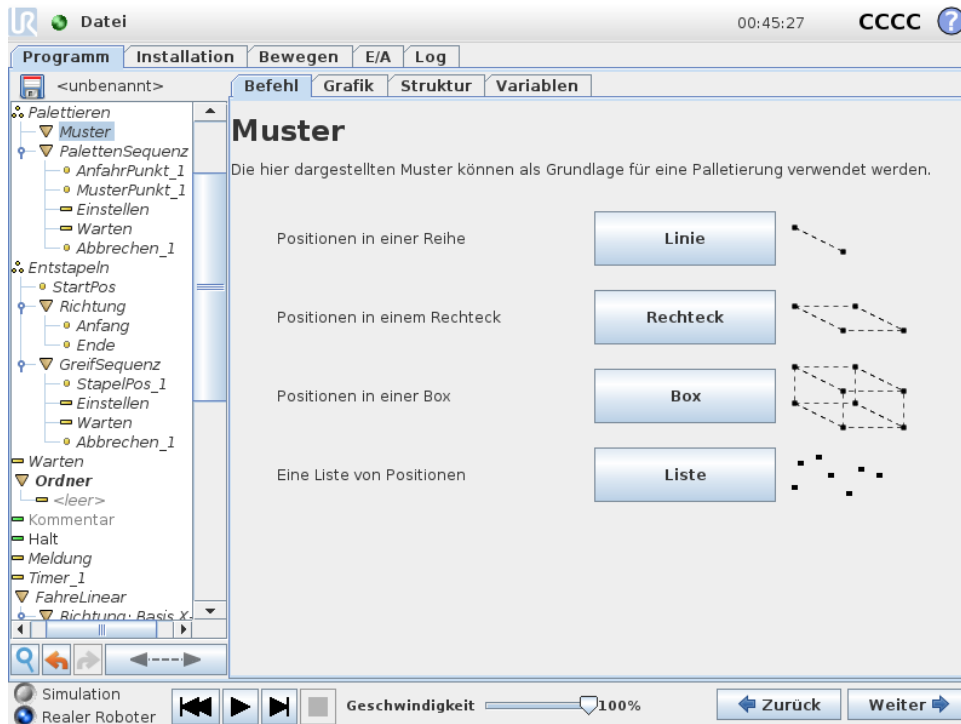 UR Datei 00:45:27 CCCC ?
Programm Installation Bewegen E/A Log
<unbenannt> Befehl Grafik Struktur Variablen
Palettieren
Muster
PalettenSequenz
AnfahrPunkt_1
MusterPunkt_1
Einstellen
Warten
Abbrechen_1
Entstapeln
StartPos
Richtung
Anfang
Ende
GreifSequenz
StapelPos_1
Einstellen
Warten
Abbrechen_1
Warten
Ordner
<leer>
Kommentar
Halt
Meldung
Timer_1
FahreLinear
Richtung: Basis X-
Muster
Die hier dargestellten Muster können als Grundlage für eine Palletierung verwendet werden.
Positionen in einer Reihe Linie
Positionen in einem Rechteck Rechteck
Positionen in einer Box Box
Eine Liste von Positionen Liste
Simulation
Realer Roboter
Geschwindigkeit 100% Zurück Weiter